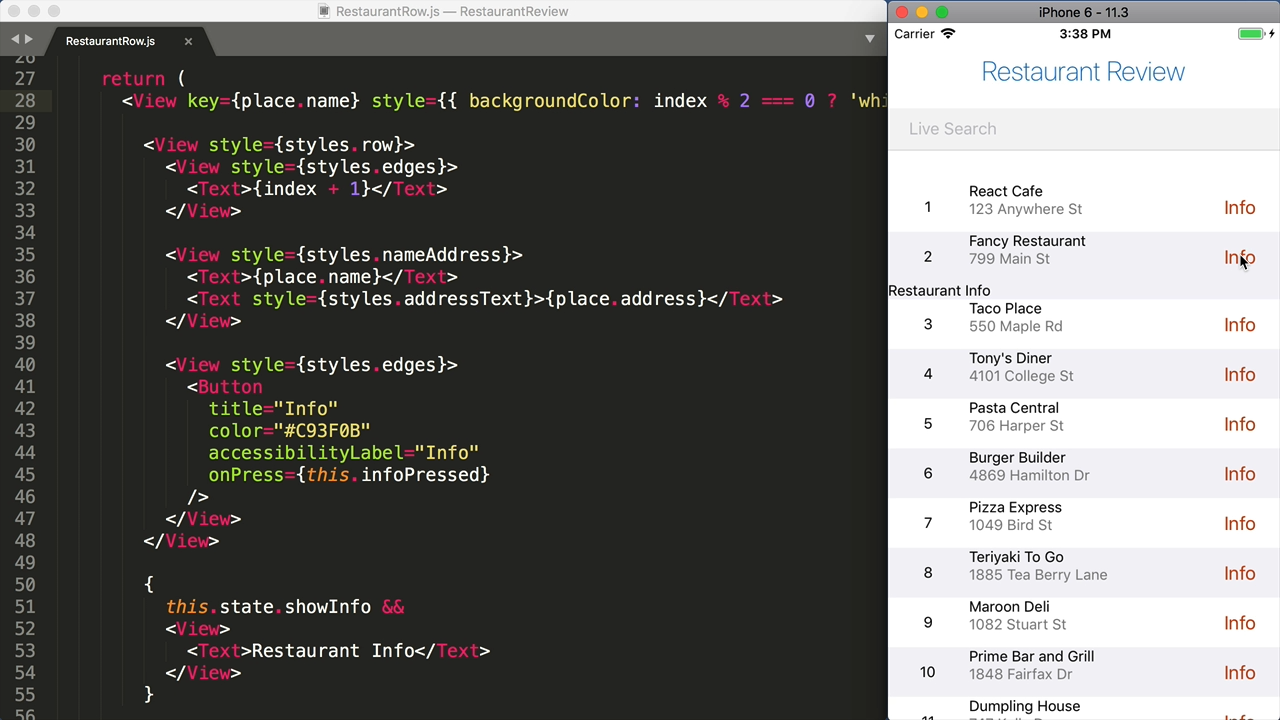 RestaurantRow.js — RestaurantReview
RestaurantRow.js ×
26
27 return (
28 <View key={place.name} style={{ backgroundColor: index % 2 === 0 ? 'whi
29
30 <View style={styles.row}>
31 <View style={styles.edges}>
32 <Text>{index + 1}</Text>
33 </View>
34
35 <View style={styles.nameAddress}>
36 <Text>{place.name}</Text>
37 <Text style={styles.addressText}>{place.address}</Text>
38 </View>
39
40 <View style={styles.edges}>
41 <Button
42 title="Info"
43 color="#C93F0B"
44 accessibilityLabel="Info"
45 onPress={this.infoPressed}
46 />
47 </View>
48 </View>
49
50 {
51 this.state.showInfo &&
52 <View>
53 <Text>Restaurant Info</Text>
54 </View>
55 }
56
iPhone 6 - 11.3
Carrier 3:38 PM
Restaurant Review
Live Search
React Cafe
1 123 Anywhere St Info
Fancy Restaurant
2 799 Main St Info
Restaurant Info
Taco Place
3 550 Maple Rd Info
Tony's Diner
4 4101 College St Info
Pasta Central
5 706 Harper St Info
Burger Builder
6 4869 Hamilton Dr Info
Pizza Express
7 1049 Bird St Info
Teriyaki To Go
8 1885 Tea Berry Lane Info
Maroon Deli
9 1082 Stuart St Info
Prime Bar and Grill
10 1848 Fairfax Dr Info
Dumpling House